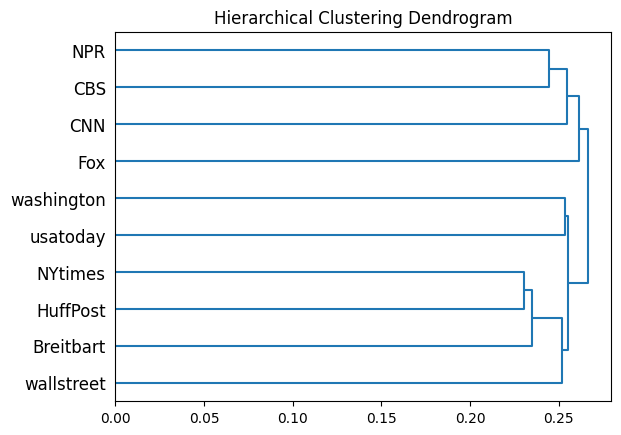 Hierarchical Clustering Dendrogram
NPR
CBS
CNN
Fox
washington
usatoday
NYtimes
HuffPost
Breitbart
wallstreet
0.00 0.05 0.10 0.15 0.20 0.25